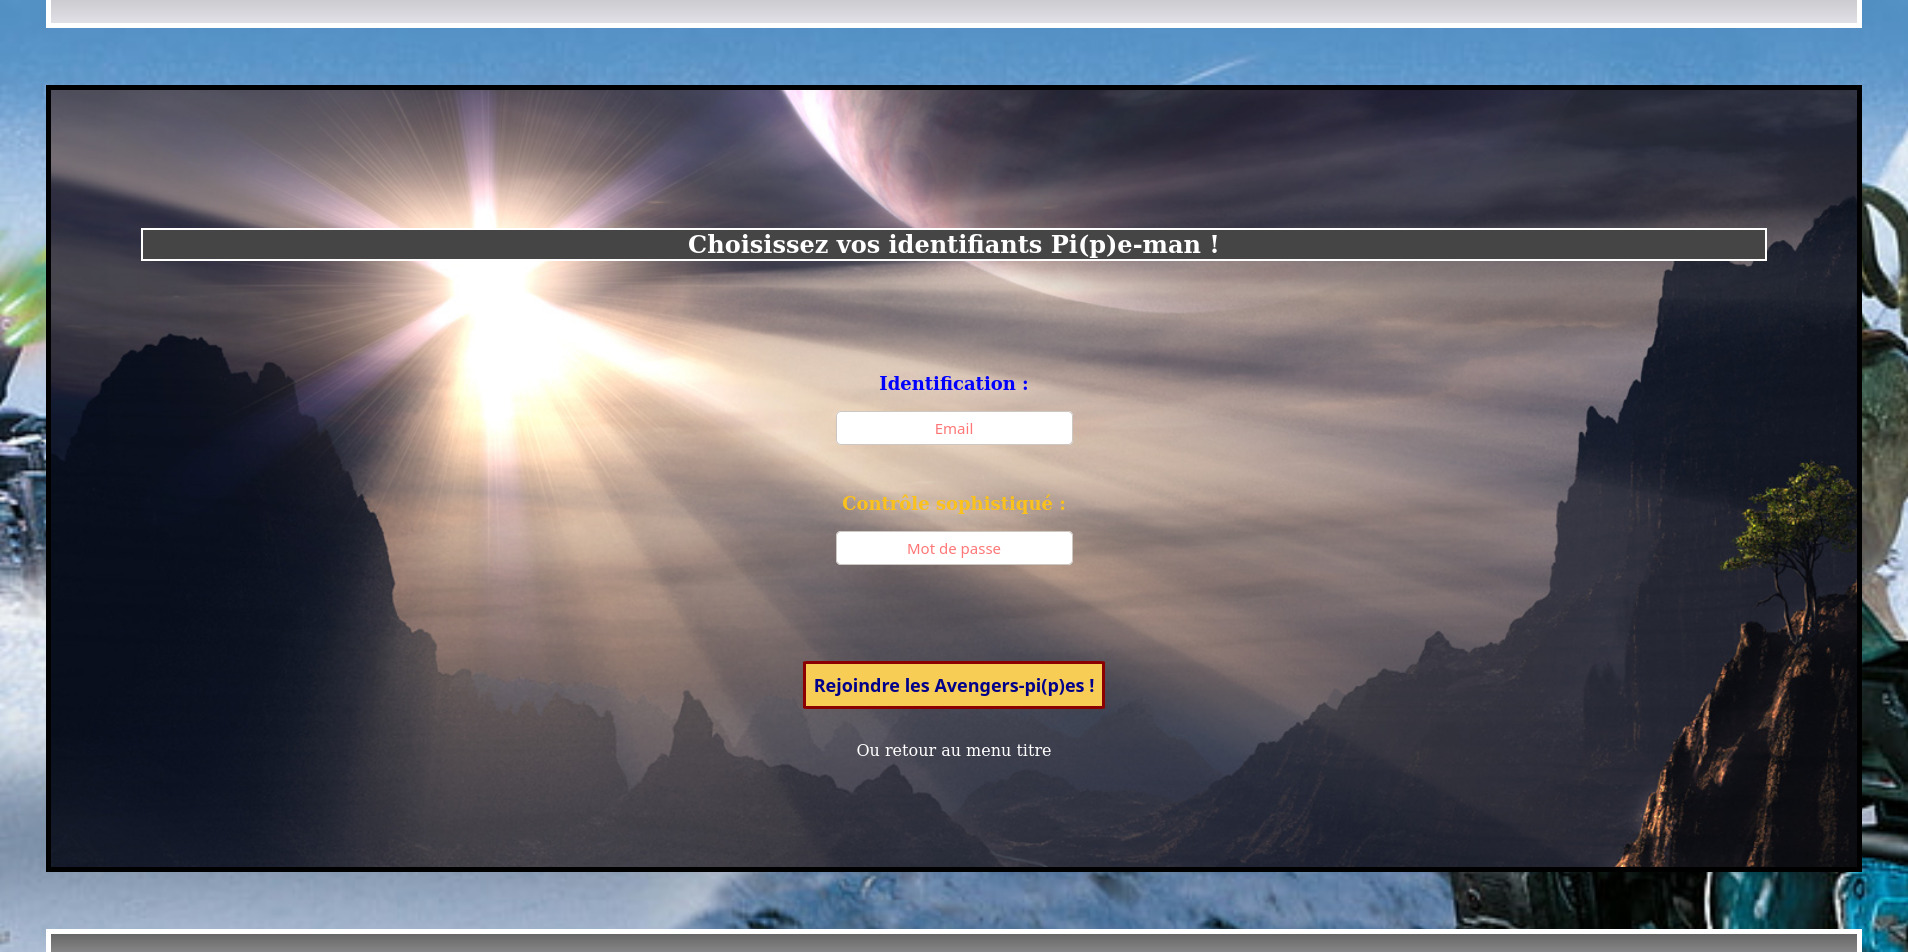 Choisissez vos identifiants Pi(p)e-man !
Identification :
Email
Contrôle sophistiqué :
Mot de passe
Rejoindre les Avengers-pi(p)es !
Ou retour au menu titre